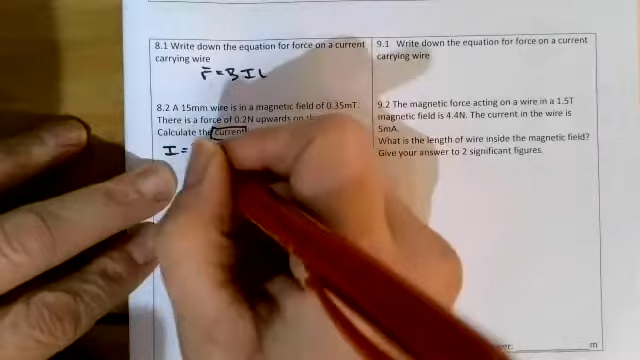 8.1 Write down the equation for force on a current
carrying wire
F = B I L
8.2 A 15mm wire is in a magnetic field of 0.35mT.
There is a force of 0.2N upwards on
Calculate the current
I =
9.1 Write down the equation for force on a current
carrying wire
9.2 The magnetic force acting on a wire in a 1.5T
magnetic field is 4.4N. The current in the wire is
5mA.
What is the length of wire inside the magnetic field?
Give your answer to 2 significant figures.
m